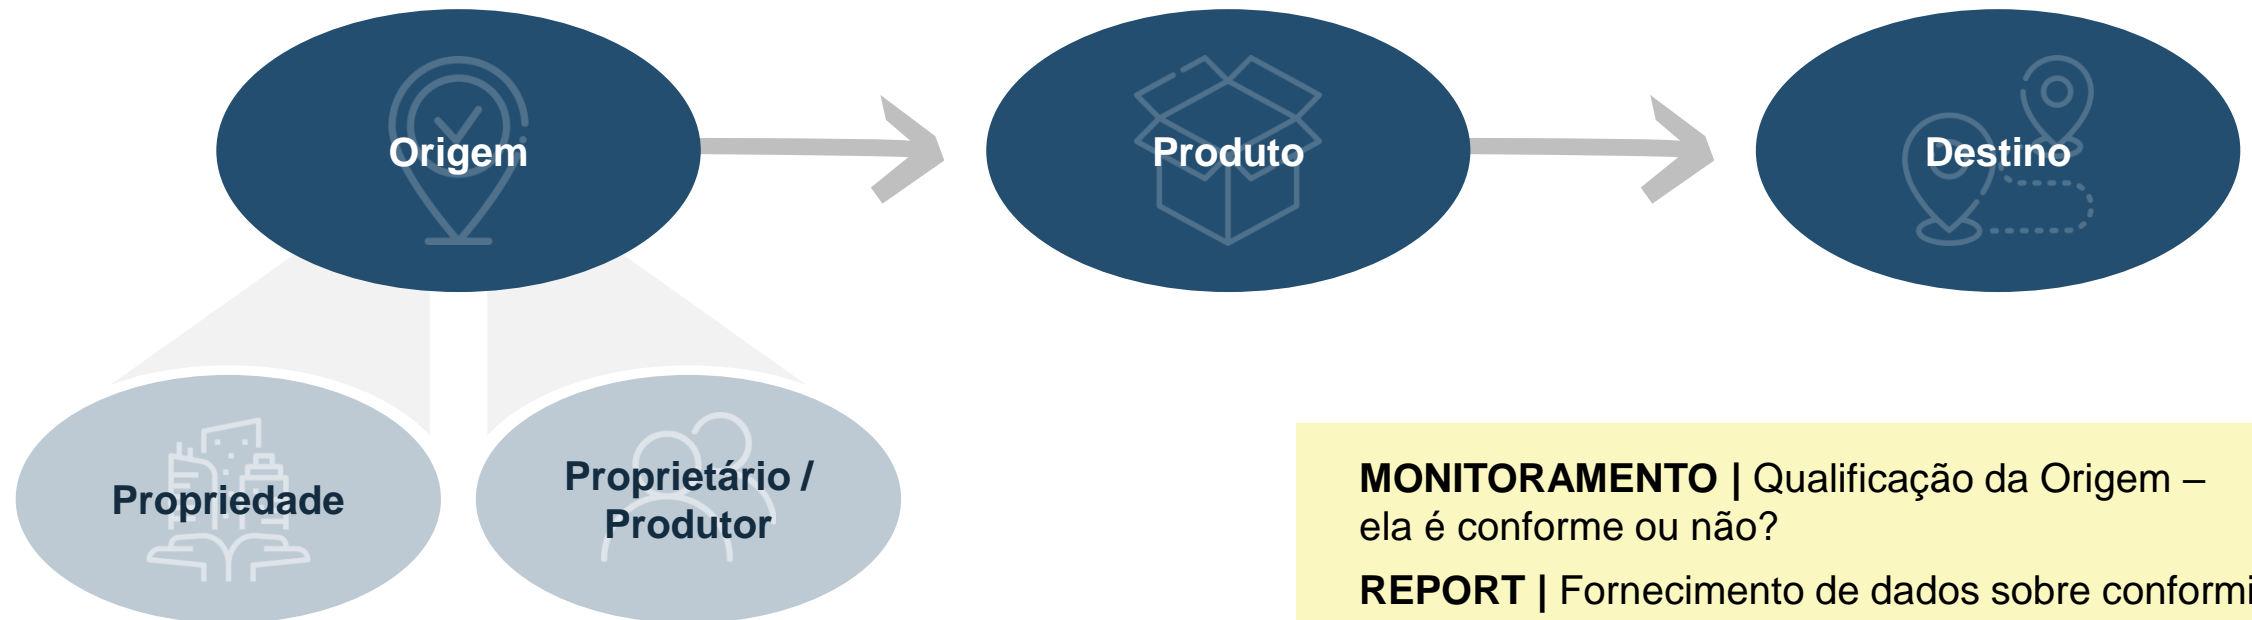 Origem
Produto
Destino
Propriedade
Proprietário /
Produtor
MONITORAMENTO | Qualificação da Origem –
ela é conforme ou não?
REPORT | Fornecimento de dados sobre